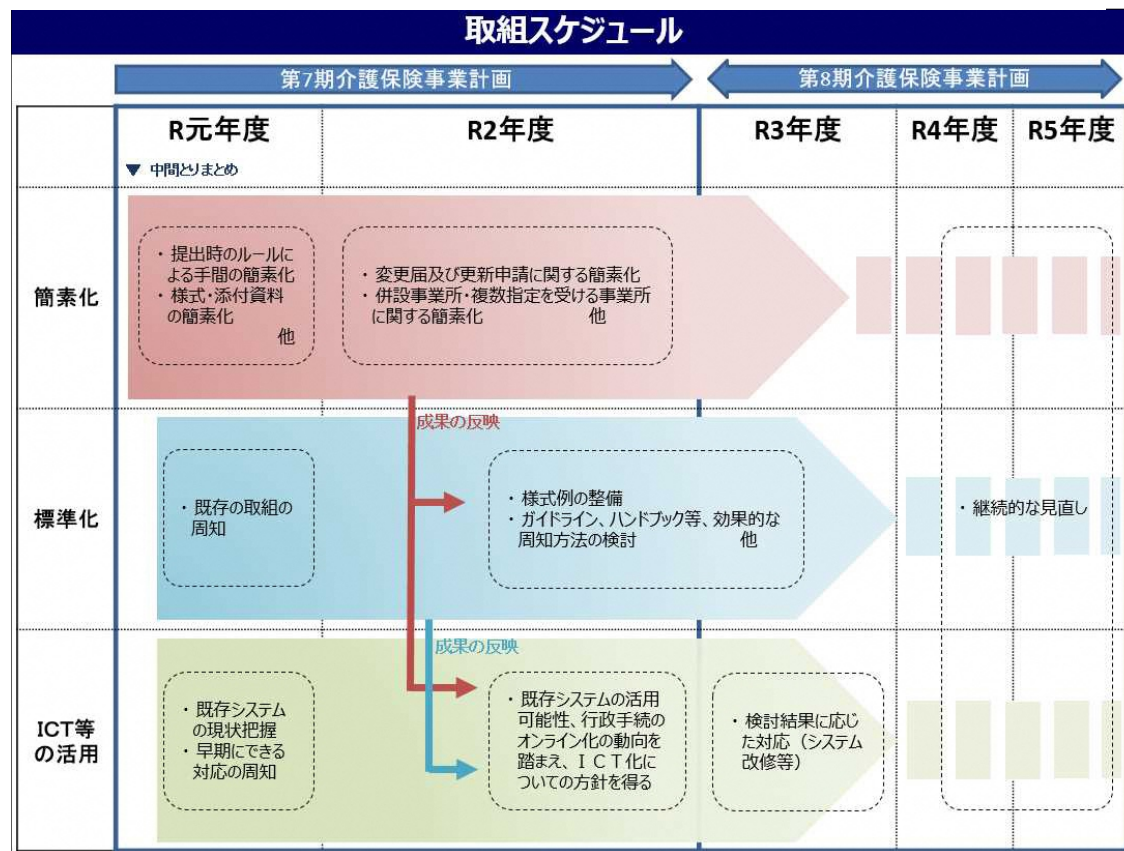 取組スケジュール
第7期介護保険事業計画
第8期介護保険事業計画
R元年度
R2年度
R3年度
R4年度
R5年度
▼ 中間とりまとめ
簡素化
・ 提出時のルールに
よる手間の簡素化
・ 様式・添付資料
の簡素化
他
・ 変更届及び更新申請に関する簡素化
・ 併設事業所・複数指定を受ける事業所
に関する簡素化 他
成果の反映
標準化
・ 既存の取組の
周知
・ 様式例の整備
・ ガイドライン、ハンドブック等、効果的な
周知方法の検討 他
・ 継続的な見直し
成果の反映
ICT等
の活用
・ 既存システム
の現状把握
・ 早期にできる
対応の周知
・ 既存システムの活用
可能性、行政手続の
オンライン化の動向を
踏まえ、ICT化に
ついての方針を得る
・ 検討結果に応じ
た対応（システム
改修等）